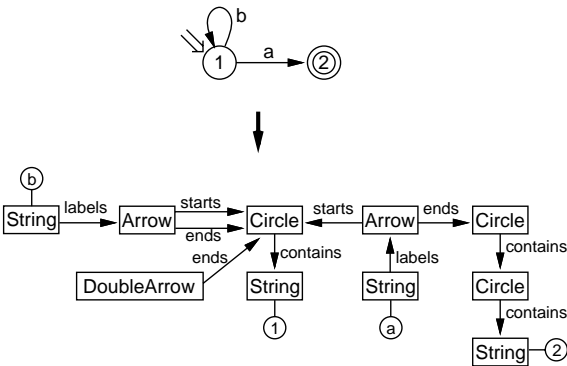 b
1
a
2
b
String
labels
Arrow
starts
ends
Circle
starts
Arrow
ends
Circle
ends
contains
labels
contains
DoubleArrow
String
String
Circle
1
a
contains
String
2